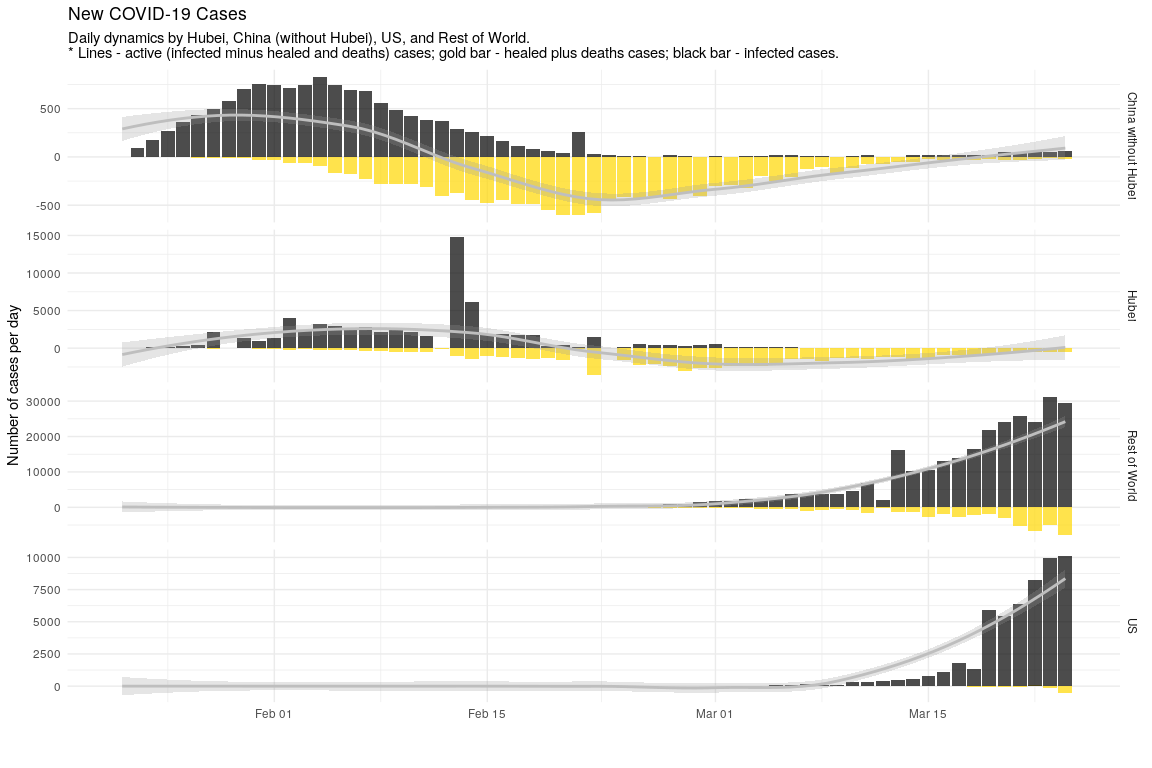 New COVID-19 Cases
Daily dynamics by Hubei, China (without Hubei), US, and Rest of World.
* Lines - active (infected minus healed and deaths) cases; gold bar - healed plus deaths cases; black bar - infected cases.
Number of cases per day
500
0
-500
China wthout Hubei
15000
10000
5000
0
Hubei
30000
20000
10000
0
Rest of World
10000
7500
5000
2500
0
US
Feb 01
Feb 15
Mar 01
Mar 15